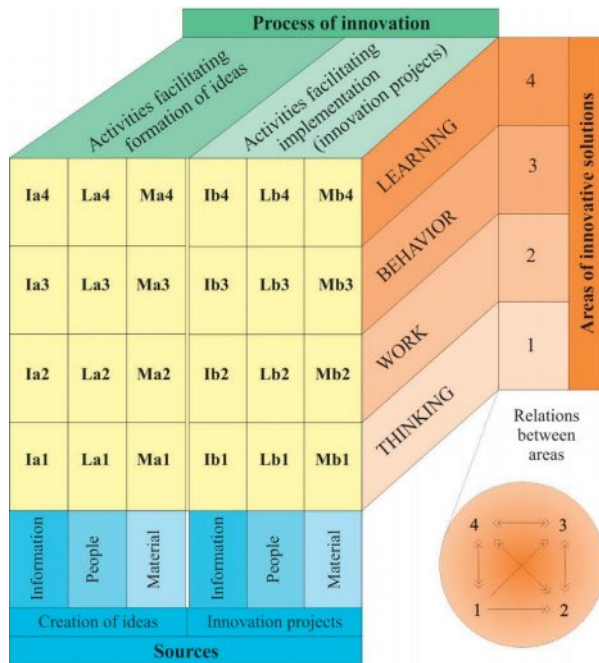 Process of innovation
Activities facilitating
formation of ideas
Activities facilitating
implementation
(innovation projects)
LEARNING
4
BEHAVIOR
3
WORK
2
THINKING
1
Areas of innovative solutions
Ia4 La4 Ma4 Ib4 Lb4 Mb4
Ia3 La3 Ma3 Ib3 Lb3 Mb3
Ia2 La2 Ma2 Ib2 Lb2 Mb2
Ia1 La1 Ma1 Ib1 Lb1 Mb1
Information People Material Information People Material
Creation of ideas Innovation projects
Sources
Relations
between
areas
4 3
1 2